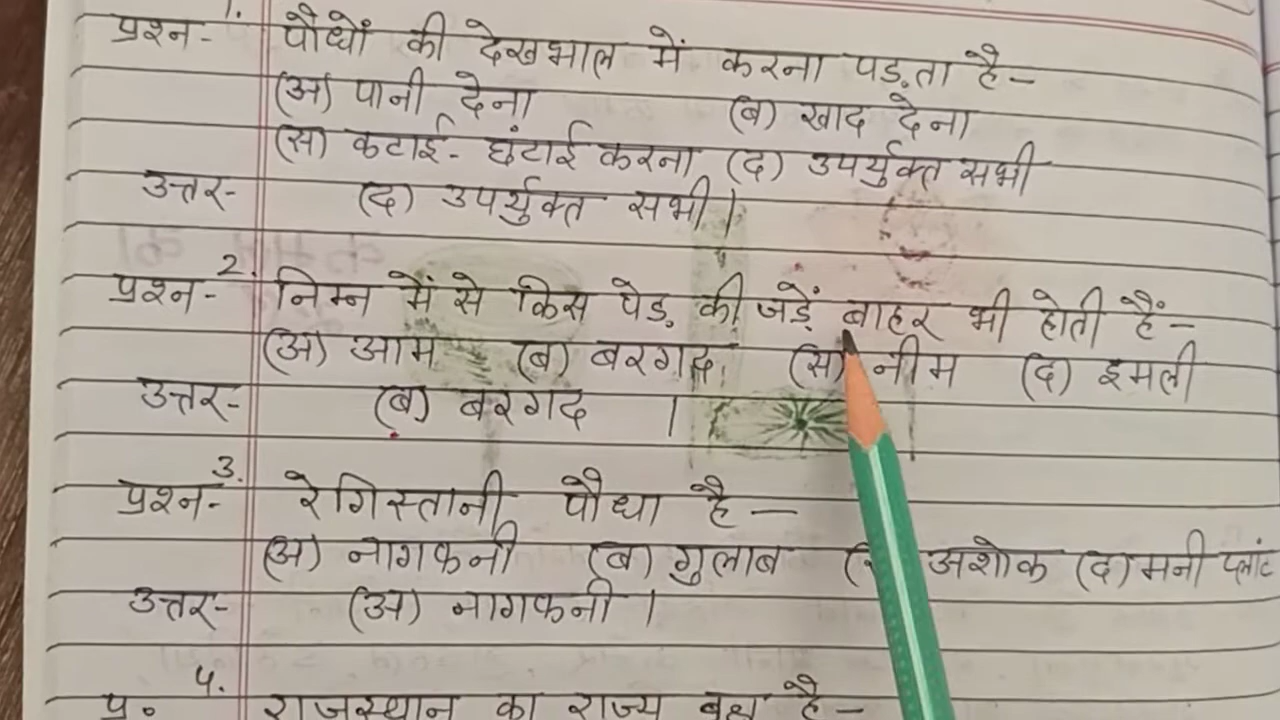 प्रश्न- 1. पौधों की देखभाल में करना पड़ता है -
(अ) पानी देना (ब) खाद देना
(स) कटाई- छंटाई करना (द) उपर्युक्त सभी
उत्तर- (द) उपर्युक्त सभी।
प्रश्न- 2. निम्न में से किस पेड़ की जड़ें बाहर भी होती हैं -
(अ) आम (ब) बरगद (स) नीम (द) इमली
उत्तर- (ब) बरगद ।
प्रश्न- 3. रेगिस्तानी पौधा है —
(अ) नागफनी (ब) गुलाब ( अशोक (द) मनी प्लांट
उत्तर- (अ) नागफनी ।
प्र० 4. राजस्थान का राज्य वृक्ष है -